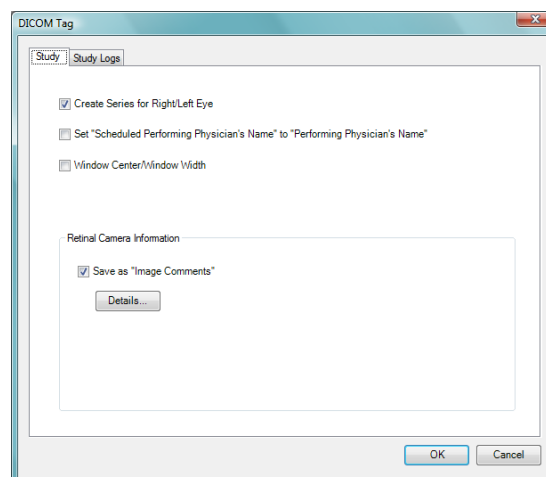 DICOM Tag
Study Study Logs
Create Series for Right/Left Eye
Set "Scheduled Performing Physician's Name" to "Performing Physician's Name"
Window Center/Window Width
Retinal Camera Information
Save as "Image Comments"
Details...
OK Cancel